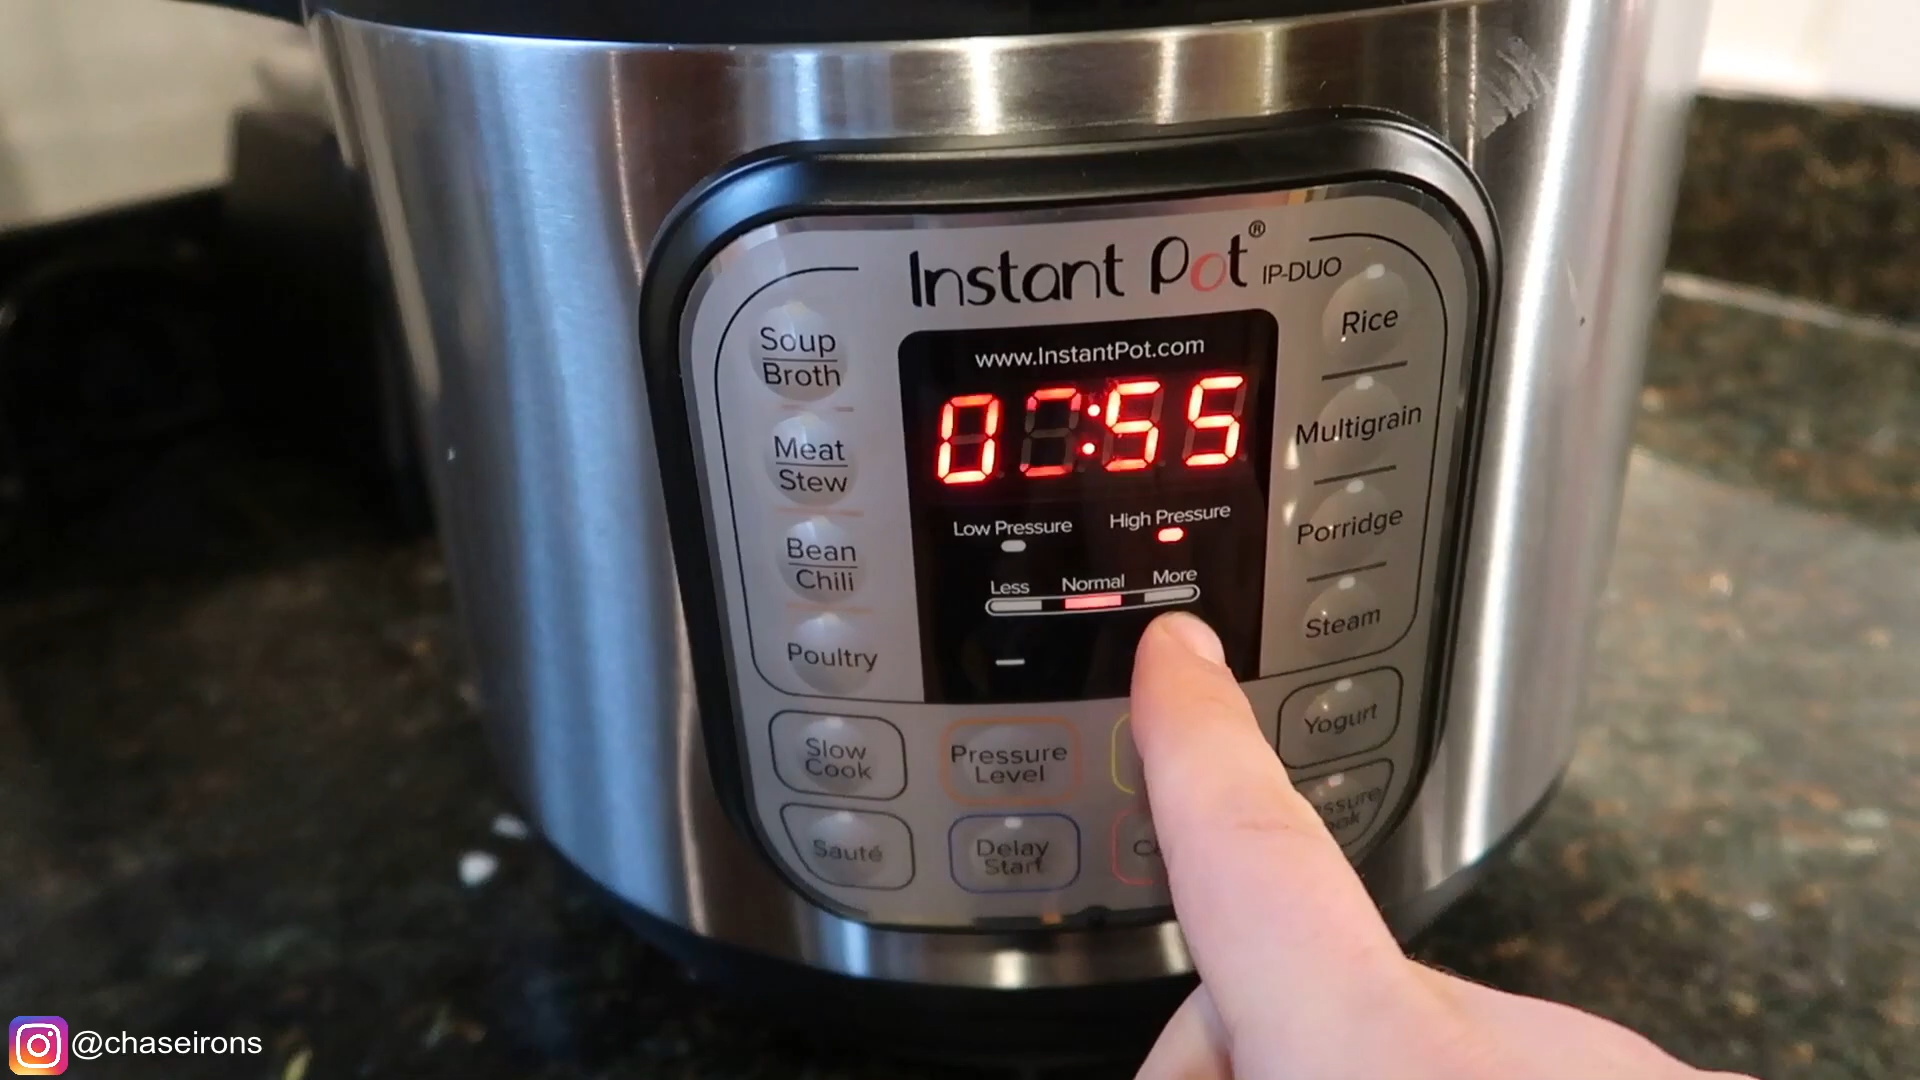 Instant Pot® IP-DUO
www.InstantPot.com
00:55
Low Pressure
High Pressure
Less
Normal
More
Soup
Broth
Meat
Stew
Bean
Chili
Poultry
Rice
Multigrain
Porridge
Steam
Slow
Cook
Pressure
Level
Yogurt
Sauté
Delay
Start
@chaseirons